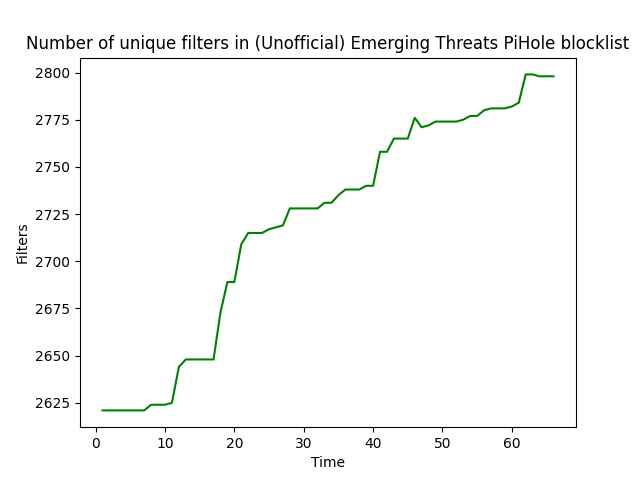 Number of unique filters in (Unofficial) Emerging Threats PiHole blocklist
2800
2775
2750
2725
2700
2675
2650
2625
Filters
0 10 20 30 40 50 60
Time